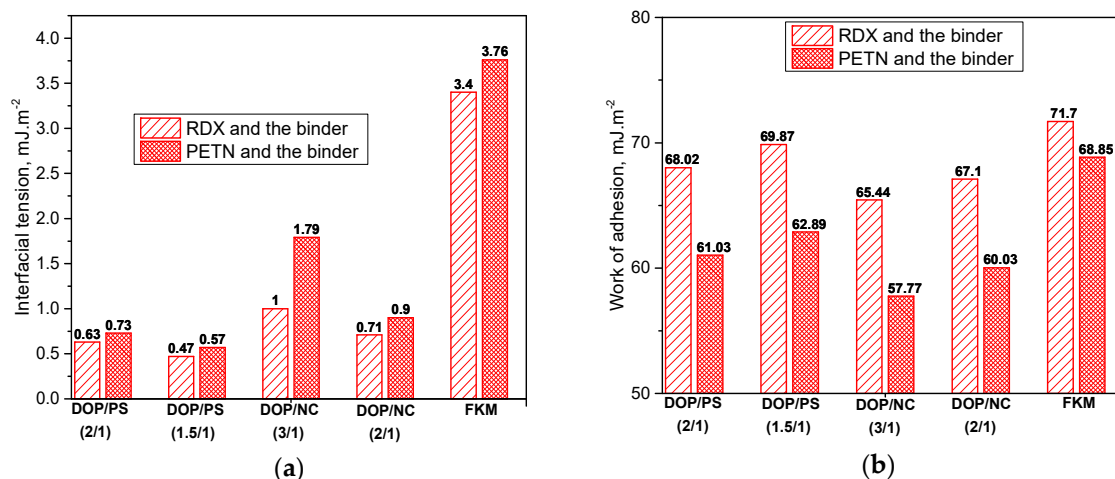 4.0
3.5
3.0
2.5
2.0
1.5
1.0
0.5
0.0
Interfacial tension, mJ.m-2
RDX and the binder
PETN and the binder
0.63
0.73
0.47
0.57
1
1.79
0.71
0.9
3.4
3.76
DOP/PS
(2/1)
DOP/PS
(1.5/1)
DOP/NC
(3/1)
DOP/NC
(2/1)
FKM
(a)
80
70
60
50
Work of adhesion, mJ.m-2
RDX and the binder
PETN and the binder
68.02
61.03
69.87
62.89
65.44
57.77
67.1
60.03
71.7
68.85
DOP/PS
(2/1)
DOP/PS
(1.5/1)
DOP/NC
(3/1)
DOP/NC
(2/1)
FKM
(b)